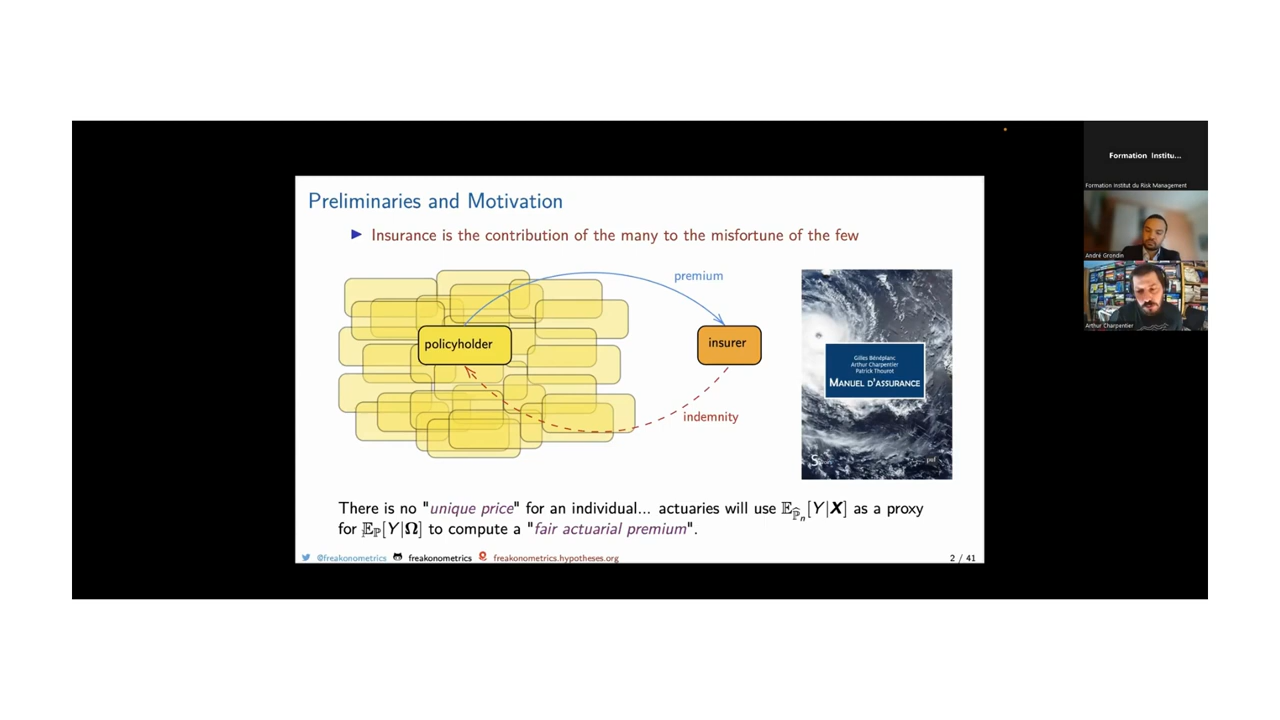 Preliminaries and Motivation
Insurance is the contribution of the many to the misfortune of the few
premium
policyholder
insurer
indemnity
Gilles Bénéplanc
Arthur Charpentier
Patrick Thourot
MANUEL D'ASSURANCE
puf
There is no "unique price" for an individual... actuaries will use 𝔼_ℙ̂ₙ[Y|X] as a proxy
for 𝔼_ℙ[Y|Ω] to compute a "fair actuarial premium".
@freakonometrics freakonometrics freakonometrics.hypotheses.org 2 / 41
Formation Institu...
Formation Institut du Risk Management
André Grondin
Arthur Charpentier